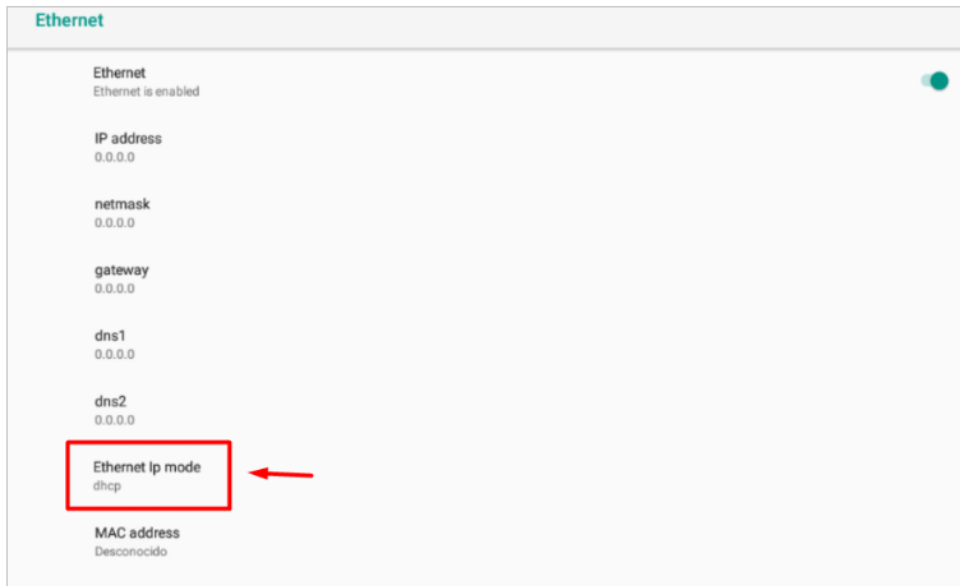 Ethernet
Ethernet
Ethernet is enabled
IP address
0.0.0.0
netmask
0.0.0.0
gateway
0.0.0.0
dns1
0.0.0.0
dns2
0.0.0.0
Ethernet Ip mode
dhcp
MAC address
Desconocido